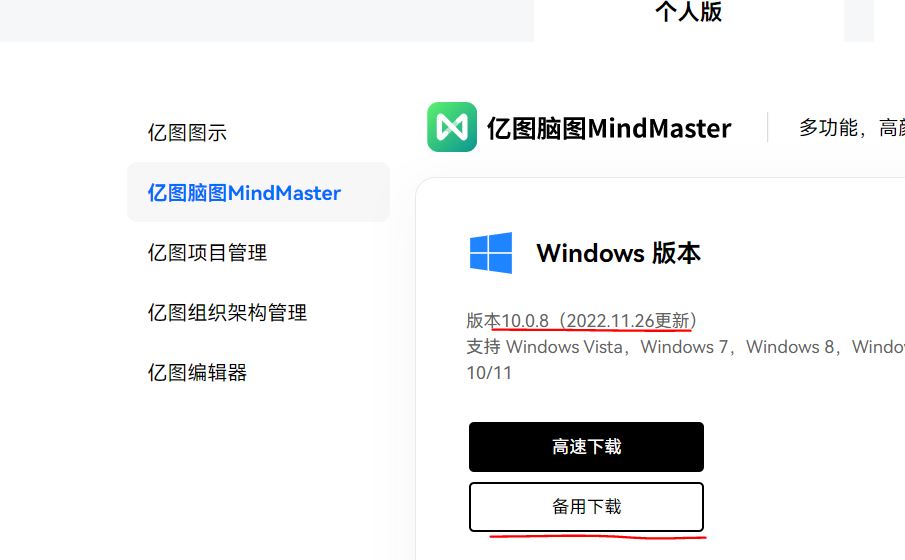 个人版
亿图图示
亿图脑图MindMaster
亿图项目管理
亿图组织架构管理
亿图编辑器
亿图脑图MindMaster
多功能，高
Windows 版本
版本10.0.8（2022.11.26更新）
支持 Windows Vista，Windows 7，Windows 8，Windo
10/11
高速下载
备用下载